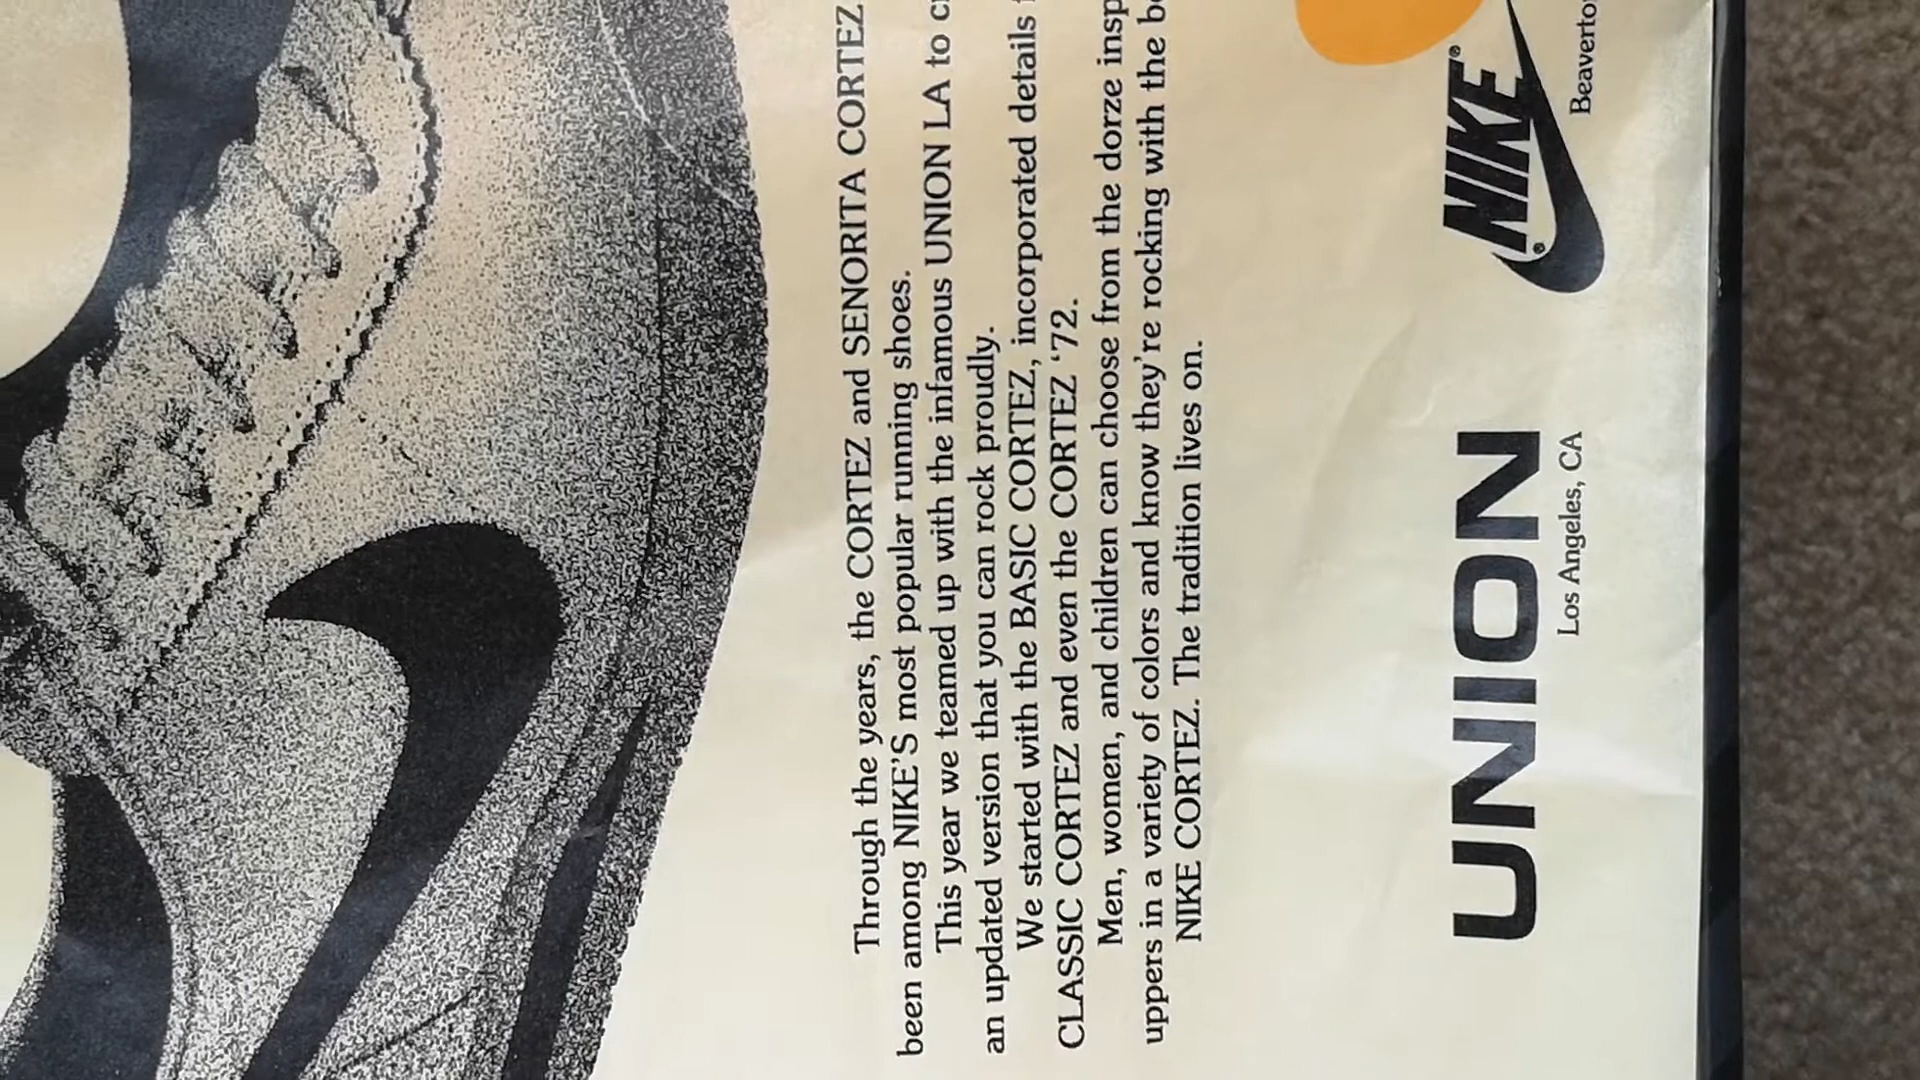 Through the years, the CORTEZ and SENORITA CORTEZ
been among NIKE'S most popular running shoes.
This year we teamed up with the infamous UNION LA to
an updated version that you can rock proudly.
We started with the BASIC CORTEZ, incorporated details
CLASSIC CORTEZ and even the CORTEZ '72.
Men, women, and children can choose from the dorze
uppers in a variety of colors and know they're rocking with the
NIKE CORTEZ. The tradition lives on.
UNION
Los Angeles, CA
NIKE®
®